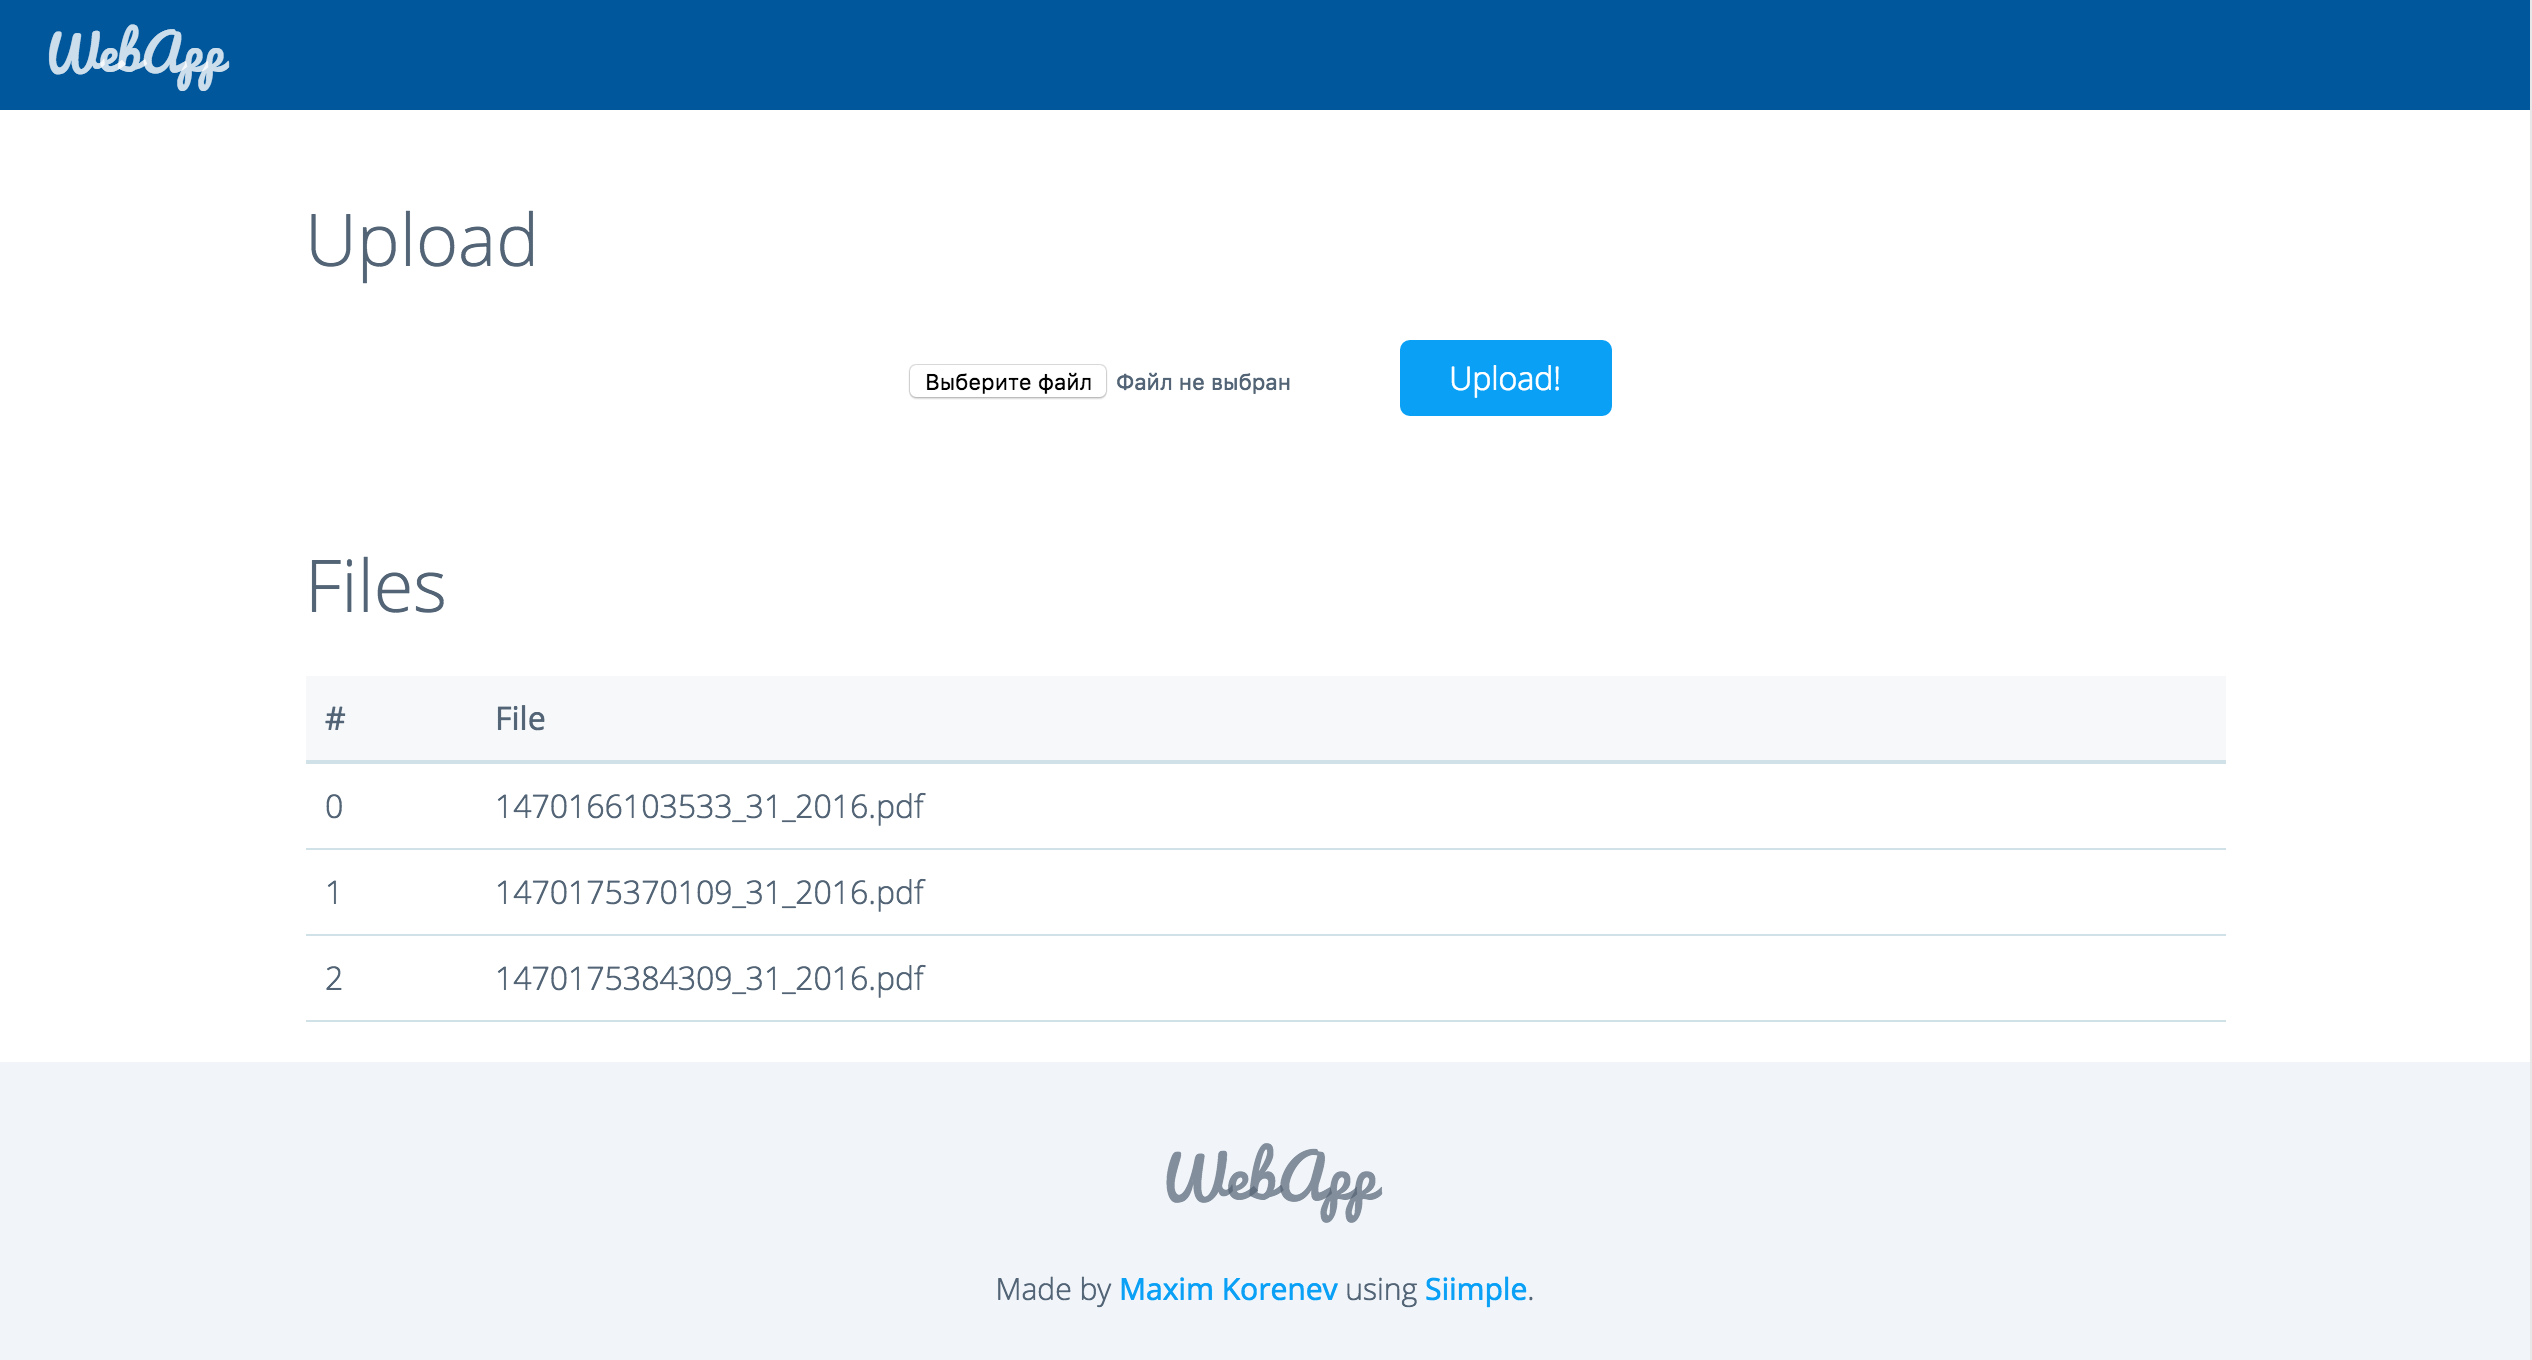 WebApp
Upload
Выберите файл Файл не выбран Upload!
Files
# File
0 1470166103533_31_2016.pdf
1 1470175370109_31_2016.pdf
2 1470175384309_31_2016.pdf
WebApp
Made by Maxim Korenev using Siimple.